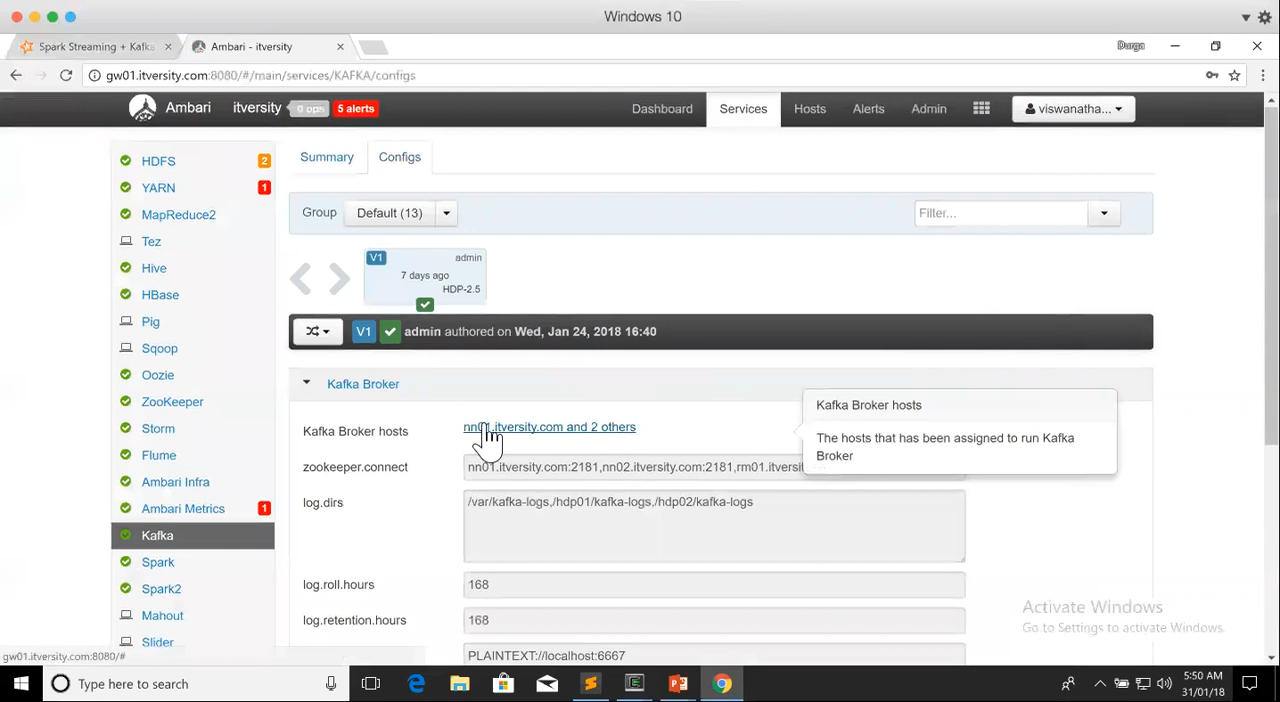 Windows 10
Spark Streaming + Kafka
Ambari - itversity
Durga
gw01.itversity.com:8080/#/main/services/KAFKA/configs
Ambari itversity 0 ops 5 alerts
Dashboard Services Hosts Alerts Admin viswanatha...
HDFS 2
YARN 1
MapReduce2
Tez
Hive
HBase
Pig
Sqoop
Oozie
ZooKeeper
Storm
Flume
Ambari Infra
Ambari Metrics 1
Kafka
Spark
Spark2
Mahout
Slider
Summary Configs
Group Default (13) Filter...
V1 admin
7 days ago
HDP-2.5
V1 admin authored on Wed, Jan 24, 2018 16:40
Kafka Broker
Kafka Broker hosts nn01.itversity.com and 2 others
Kafka Broker hosts
The hosts that has been assigned to run Kafka
Broker
zookeeper.connect nn01.itversity.com:2181,nn02.itversity.com:2181,rm01.itversi
log.dirs /var/kafka-logs,/hdp01/kafka-logs,/hdp02/kafka-logs
log.roll.hours 168
log.retention.hours 168
PLAINTEXT://localhost:6667
Activate Windows
Go to Settings to activate Windows.
gw01.itversity.com:8080/#
Type here to search
5:50 AM
31/01/18